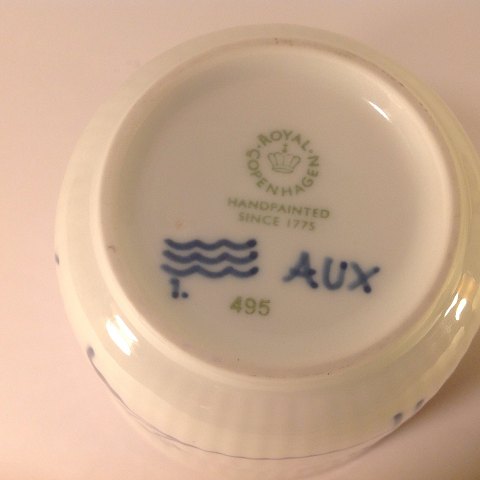 ROYAL
COPENHAGEN
HANDPAINTED
SINCE 1775
AUX
1.
495